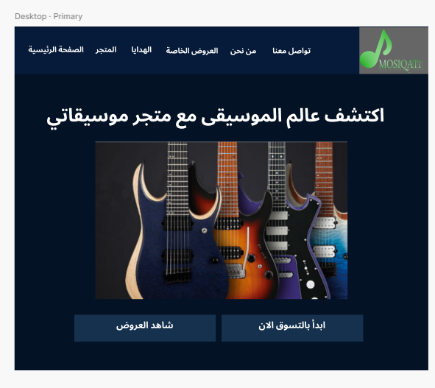 Desktop - Primary
MOSIQATI
تواصل معنا
من نحن
العروض الخاصة
الهدايا
المتجر
الصفحة الرئيسية
اكتشف عالم الموسيقى مع متجر موسيقاتي
ابدأ بالتسوق الان
شاهد العروض